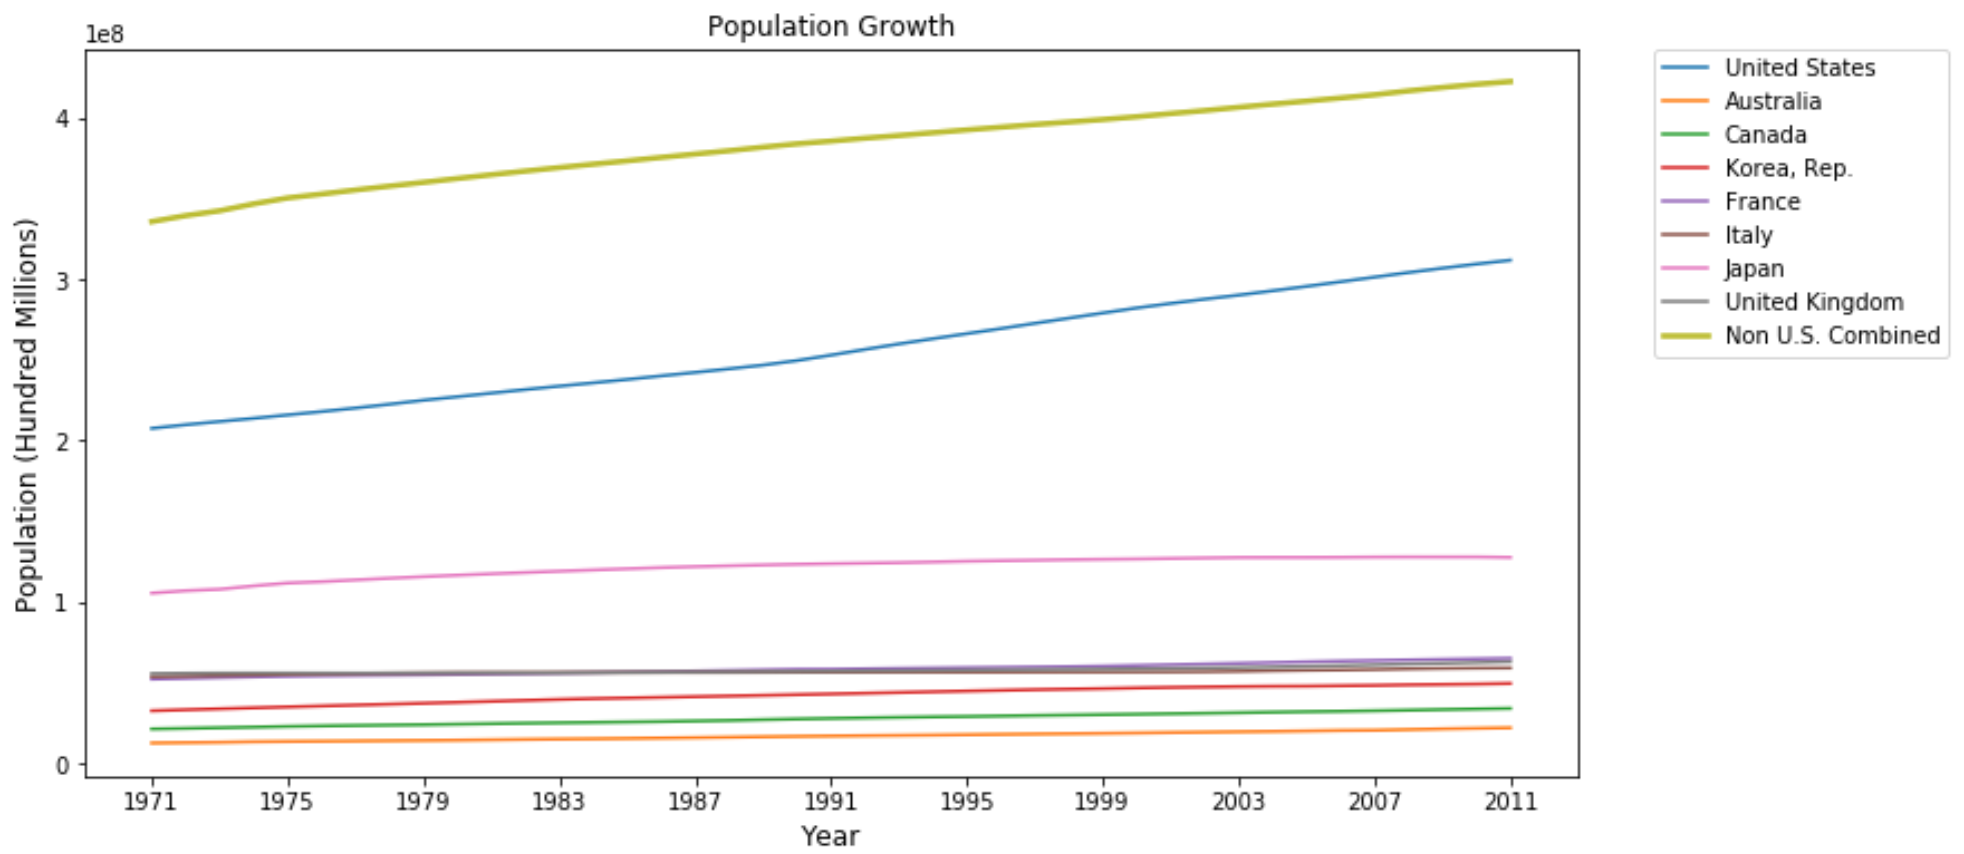 Population Growth
1e8
4
3
2
1
0
Population (Hundred Millions)
1971 1975 1979 1983 1987 1991 1995 1999 2003 2007 2011
Year
United States
Australia
Canada
Korea, Rep.
France
Italy
Japan
United Kingdom
Non U.S. Combined